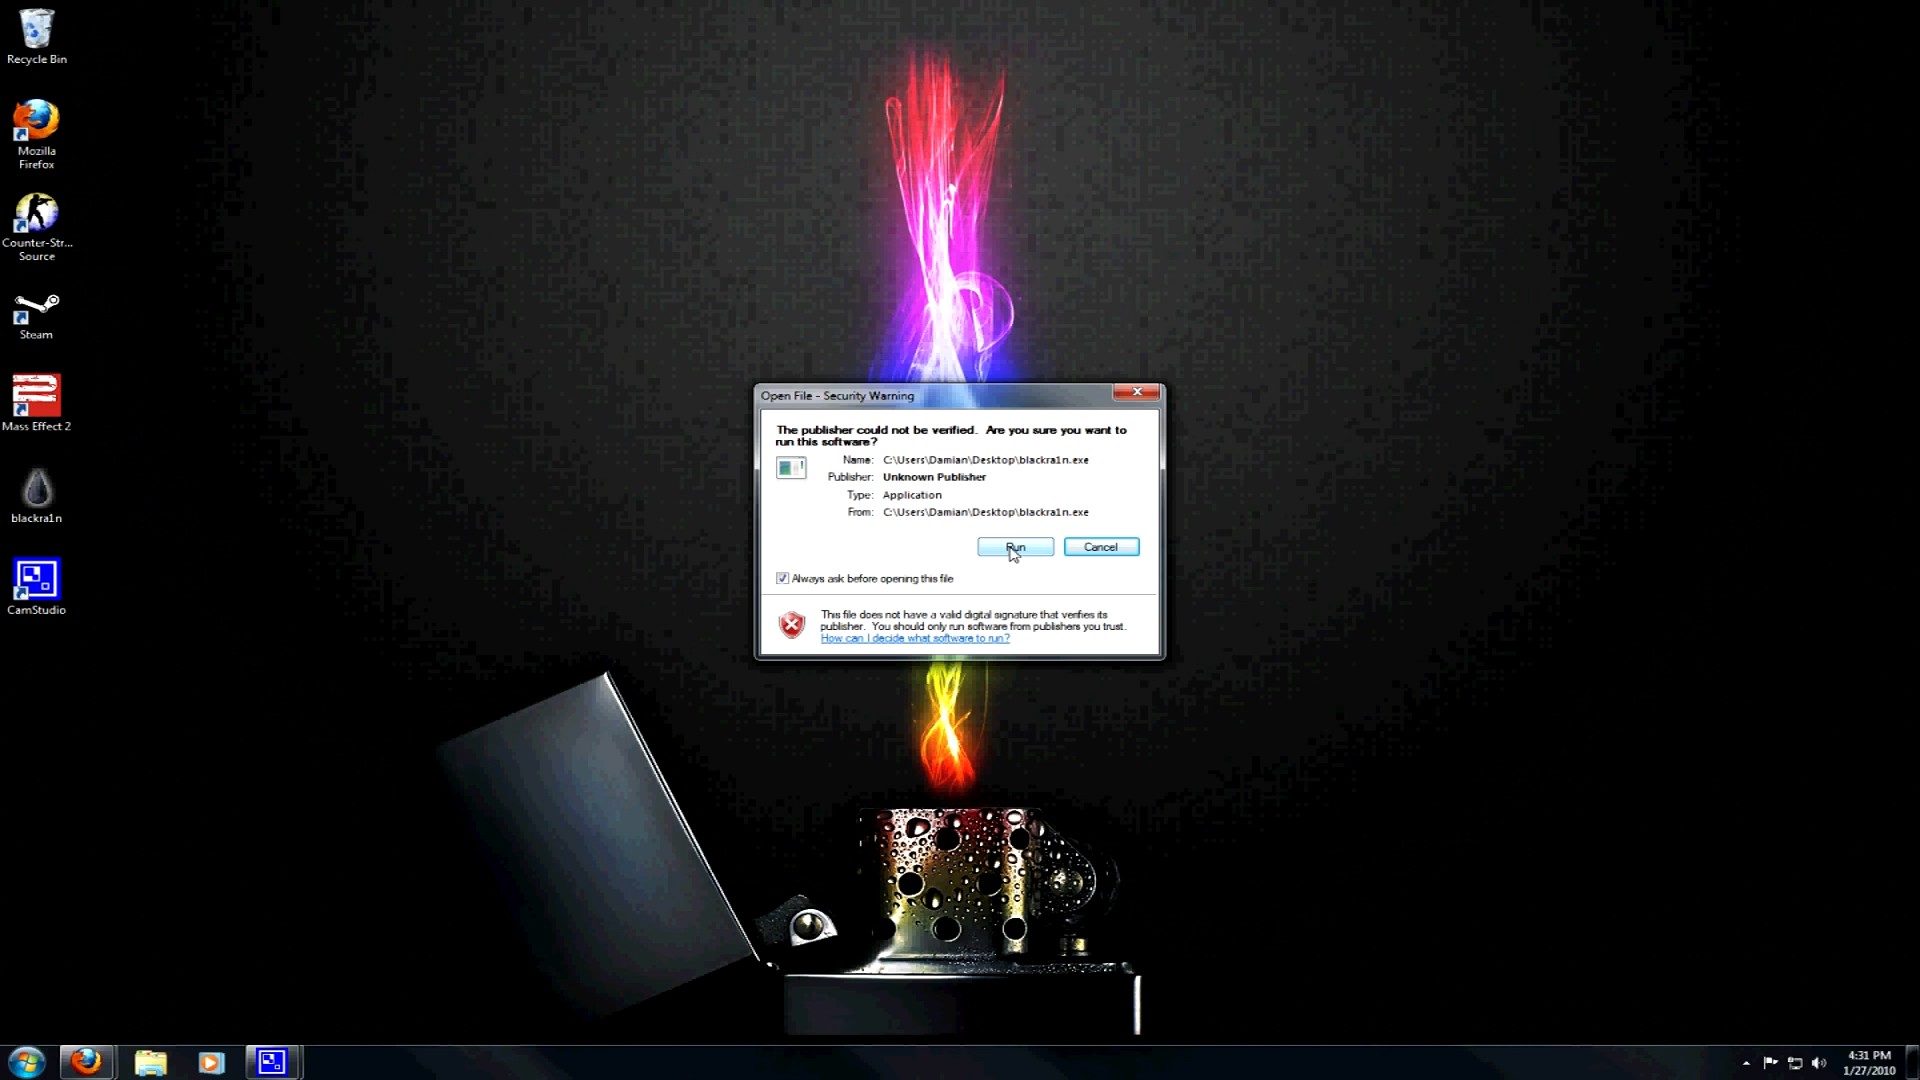 Recycle Bin
Mozilla
Firefox
Counter-Str...
Source
Steam
Mass Effect 2
blackra1n
CamStudio
Open File - Security Warning
The publisher could not be verified.  Are you sure you want to
run this software?
Name: C:\Users\Damian\Desktop\blackra1n.exe
Publisher: Unknown Publisher
Type: Application
From: C:\Users\Damian\Desktop\blackra1n.exe
Run Cancel
Always ask before opening this file
This file does not have a valid digital signature that verifies its
publisher.  You should only run software from publishers you trust.
How can I decide what software to run?
4:31 PM
1/27/2010